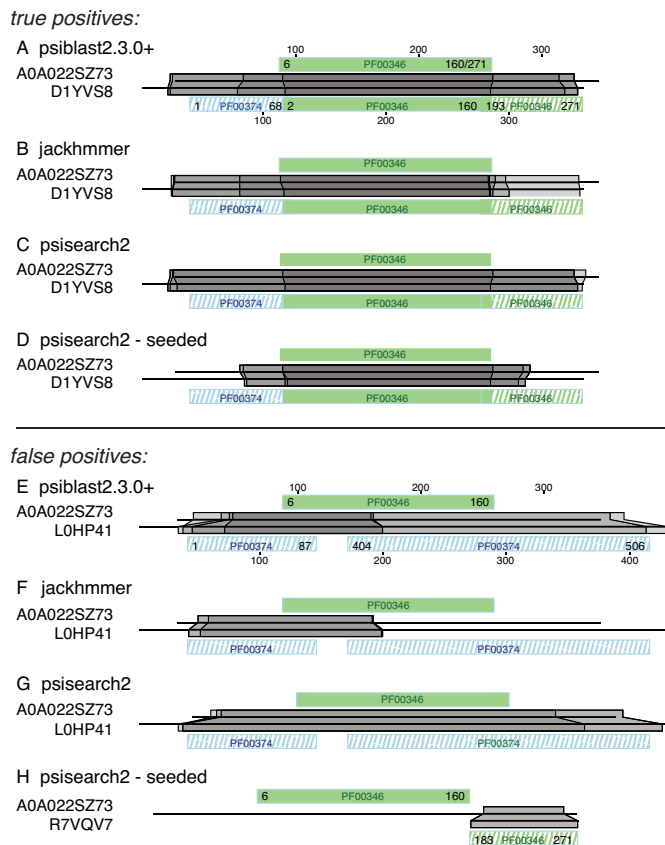 true positives:
A psiblast2.3.0+
100 200 300
6 PF00346 160/271
A0A022SZ73
D1YVS8
1 PF00374 68 2 PF00346 160 193 PF00346 271
100 300
B jackhmmer
PF00346
A0A022SZ73
D1YVS8
PF00374 PF00346 PF00346
C psisearch2
PF00346
A0A022SZ73
D1YVS8
PF00374 PF00346 PF00346
D psisearch2 - seeded
PF00346
A0A022SZ73
D1YVS8
PF00374 PF00346 PF00346
false positives:
E psiblast2.3.0+
100 200 300
6 PF00346 160
A0A022SZ73
L0HP41
1 PF00374 87 404 PF00374 506
100 200 300 400
F jackhmmer
PF00346
A0A022SZ73
L0HP41
PF00374 PF00374
G psisearch2
PF00346
A0A022SZ73
L0HP41
PF00374 PF00374
H psisearch2 - seeded
6 PF00346 160
A0A022SZ73
R7VQV7
183 PF00346 271